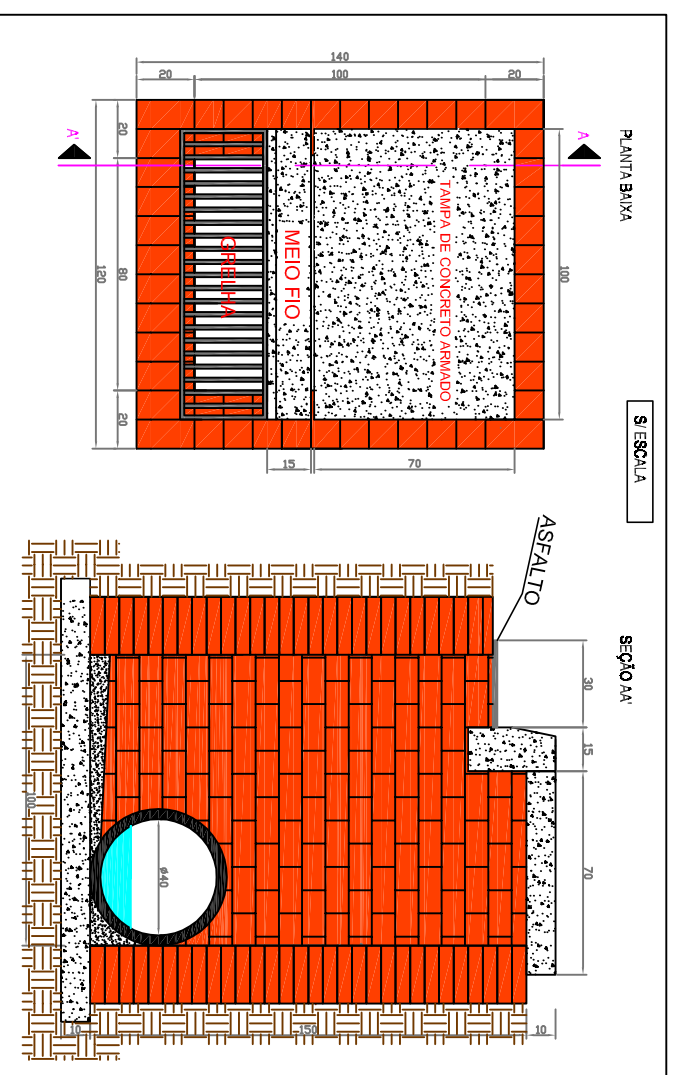 PLANTA BAIXA
S/ ESCALA
SEÇÃO AA'
140
20
100
20
A'
A
20
80
20
120
100
TAMPA DE CONCRETO ARMADO
MEIO FIO
GRELHA
15
70
ASFALTO
30
15
70
ø40
100
10
150
10